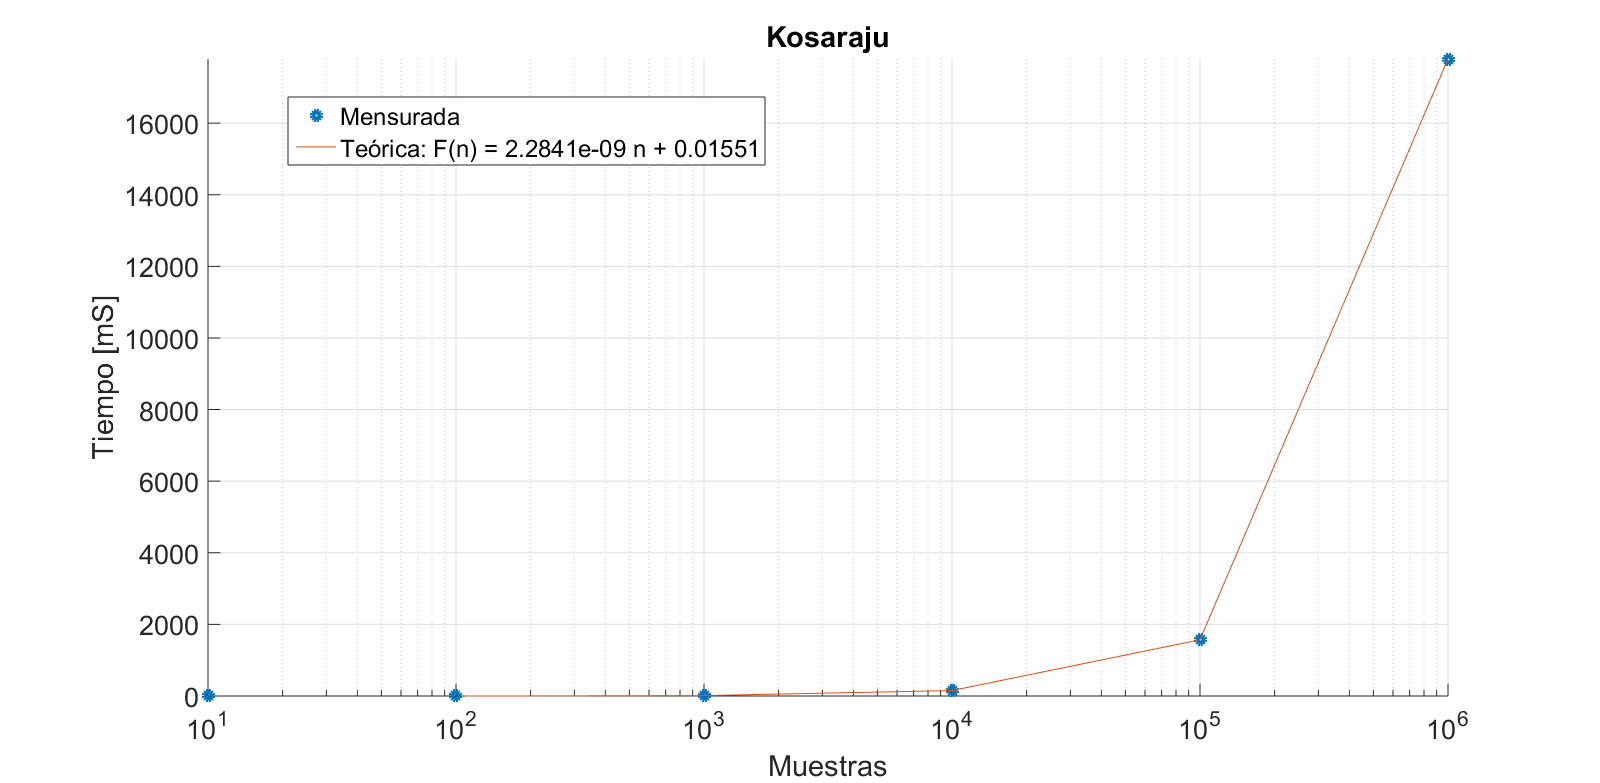 Kosaraju
Mensurada
Teórica: F(n) = 2.2841e-09 n + 0.01551
16000
14000
12000
10000
8000
6000
4000
2000
0
Tiempo [mS]
10^1 10^2 10^3 10^4 10^5 10^6
Muestras